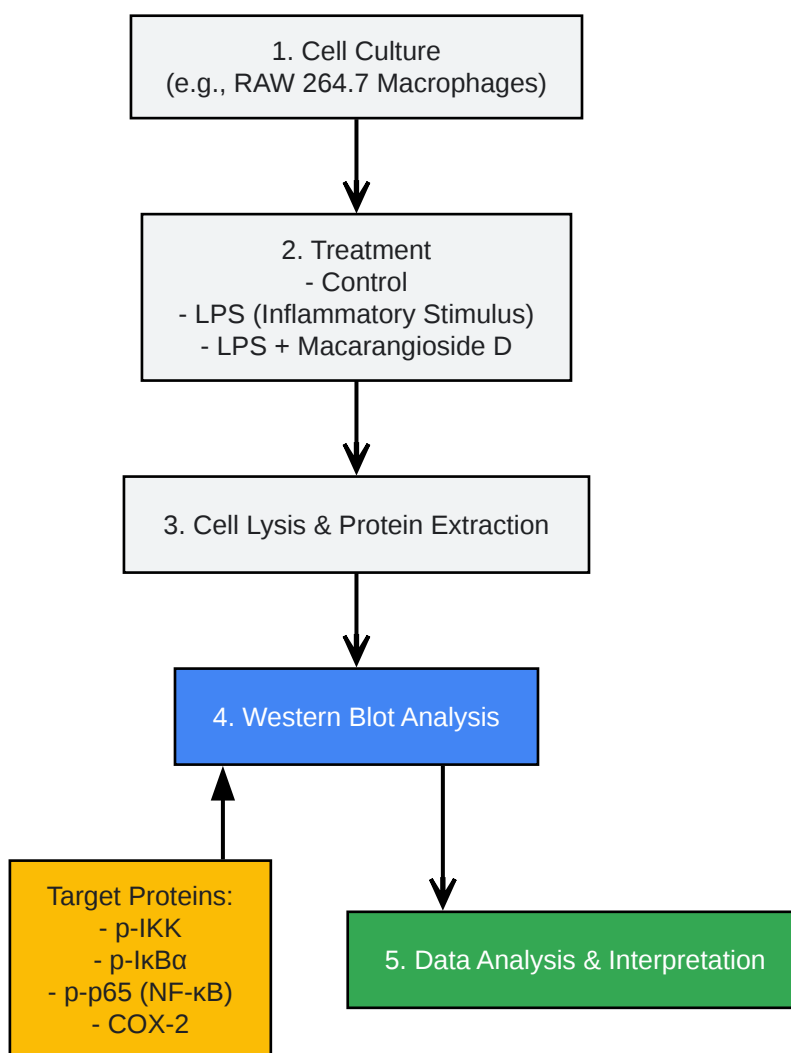 1. Cell Culture
(e.g., RAW 264.7 Macrophages)
2. Treatment
- Control
- LPS (Inflammatory Stimulus)
- LPS + Macarangioside D
3. Cell Lysis & Protein Extraction
4. Western Blot Analysis
Target Proteins:
- p-IKK
- p-IκBα
- p-p65 (NF-κB)
- COX-2
5. Data Analysis & Interpretation